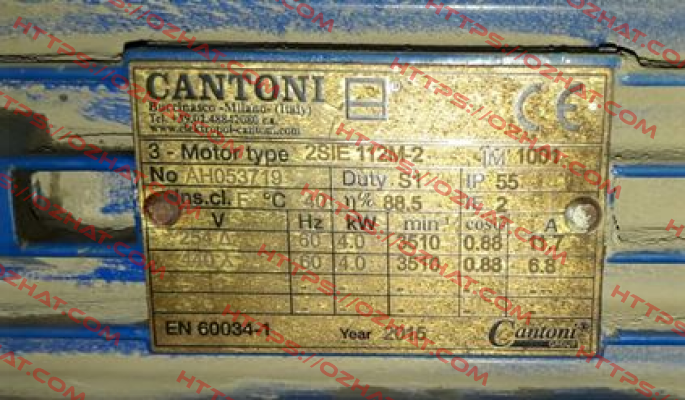 CANTONI
Buccinasco -Milano- (Italy)
Tel. +39.02.48842080 r.a.
www.elektropol-cantoni.com
CE
3 - Motor type 2SIE 112M-2 IM 1001
No AH053719 Duty S1 IP 55
Ins.cl. F °C 40 η% 88.5 IE 2
V Hz kW min⁻¹ cosφ A
254 Δ 60 4.0 3510 0.88 11.7
440 Y 60 4.0 3510 0.88 6.8
- - - - - -
- - - - - -
EN 60034-1 Year 2015 Cantoni®
GROUP
HTTPS://OZHAT.COM